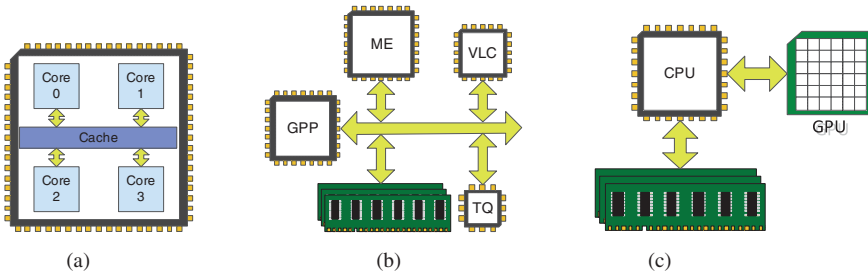 Core
0
Core
1
Cache
Core
2
Core
3
(a)
ME
VLC
GPP
TQ
(b)
CPU
GPU
(c)